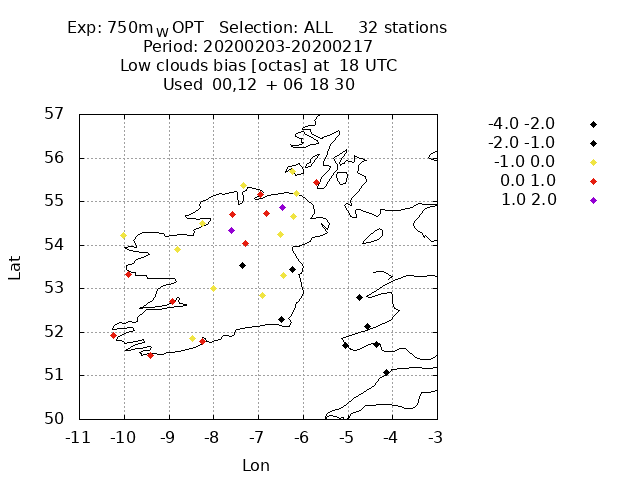 Exp: 750m_W OPT Selection: ALL 32 stations
Period: 20200203-20200217
Low clouds bias [octas] at 18 UTC
Used 00,12 + 06 18 30
-4.0 -2.0
-2.0 -1.0
-1.0 0.0
0.0 1.0
1.0 2.0
57
56
55
54
53
52
51
50
Lat
-11 -10 -9 -8 -7 -6 -5 -4 -3
Lon